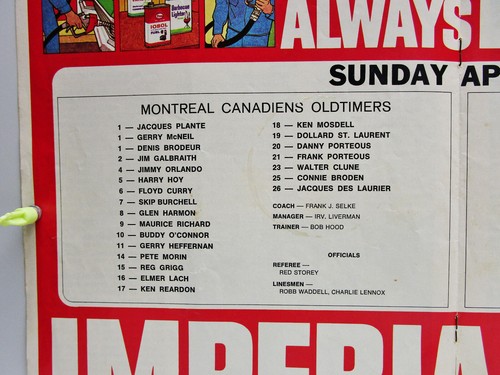 ESSO
IGROL
Barbecue
Lighter
ALWAYS
SUNDAY AP
MONTREAL CANADIENS OLDTIMERS
1 — JACQUES PLANTE
1 — GERRY McNEIL
1 — DENIS BRODEUR
2 — JIM GALBRAITH
4 — JIMMY ORLANDO
5 — HARRY HOY
6 — FLOYD CURRY
7 — SKIP BURCHELL
8 — GLEN HARMON
9 — MAURICE RICHARD
10 — BUDDY O'CONNOR
11 — GERRY HEFFERNAN
14 — PETE MORIN
15 — REG GRIGG
16 — ELMER LACH
17 — KEN REARDON
18 — KEN MOSDELL
19 — DOLLARD ST. LAURENT
20 — DANNY PORTEOUS
21 — FRANK PORTEOUS
23 — WALTER CLUNE
25 — CONNIE BRODEN
26 — JACQUES DES LAURIER
COACH — FRANK J. SELKE
MANAGER — IRV. LIVERMAN
TRAINER — BOB HOOD
OFFICIALS
REFEREE —
RED STOREY
LINESMEN —
ROBB WADDELL, CHARLIE LENNOX
IMPERIA